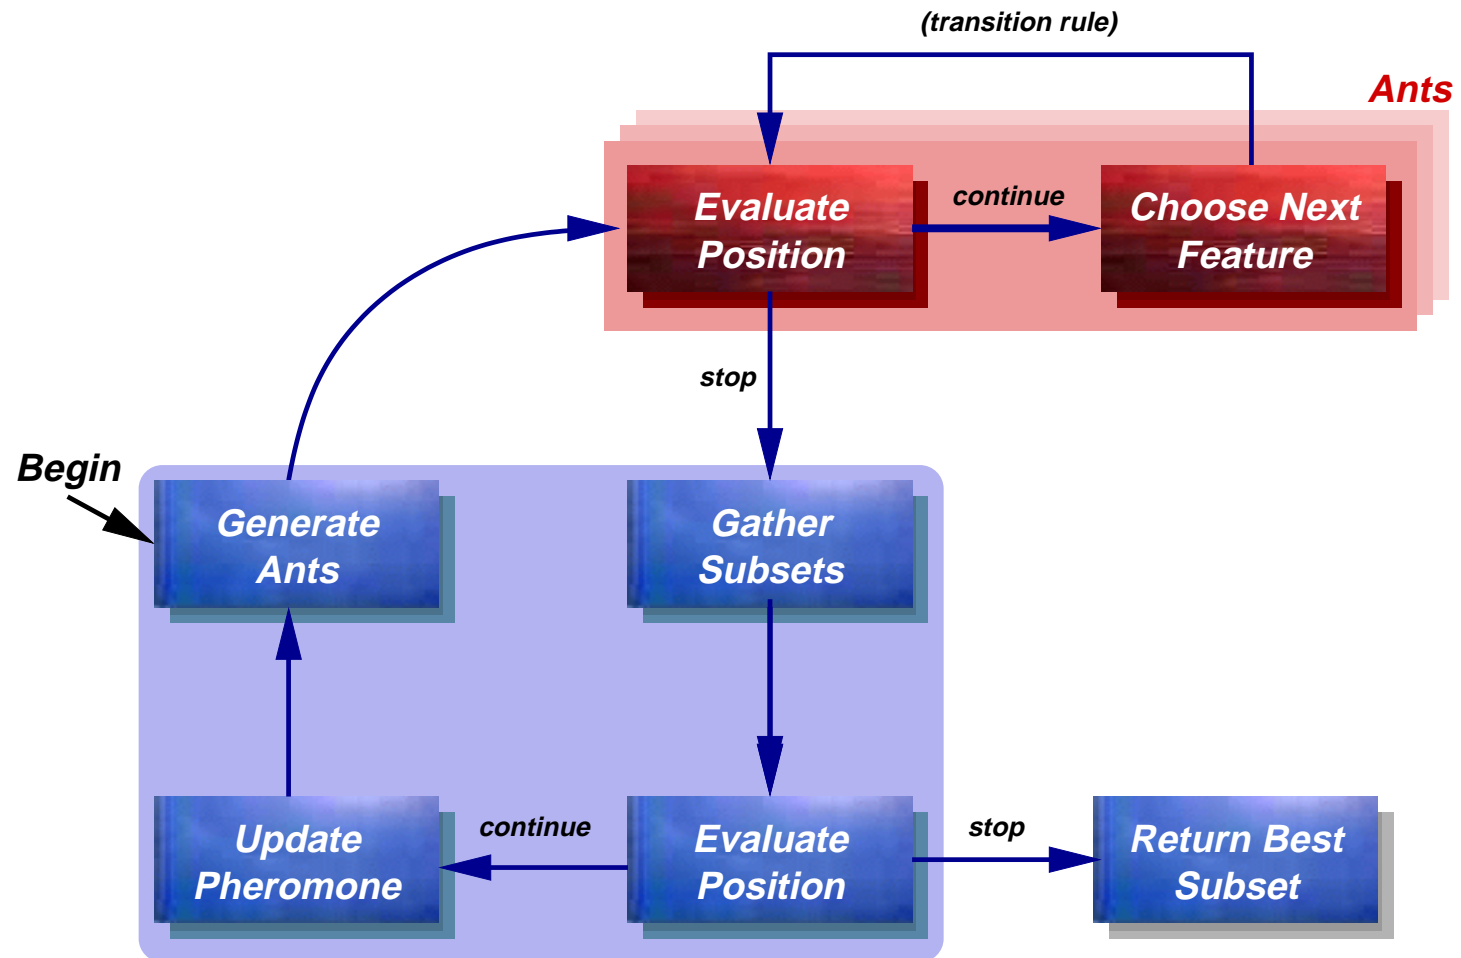 (transition rule)
Ants
Evaluate
Position
continue
Choose Next
Feature
stop
Begin
Generate
Ants
Gather
Subsets
Update
Pheromone
continue
Evaluate
Position
stop
Return Best
Subset